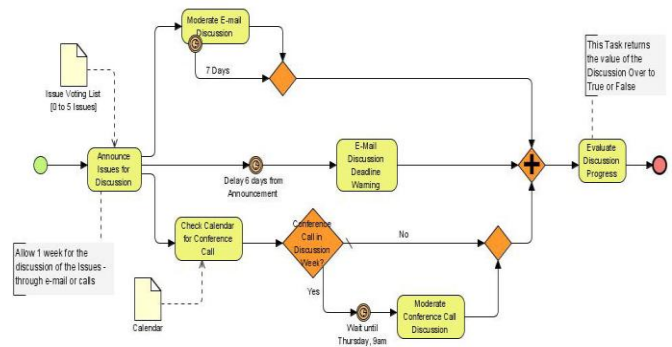 Moderate E-mail
Discussion
7 Days
This Task returns
the value of the
Discussion Over to
True or False
Issue Voting List
[0 to 5 Issues]
Announce
Issues for
Discussion
Delay 6 days from
Announcement
E-Mail
Discussion
Deadline
Warning
Evaluate
Discussion
Progress
Check Calendar
for Conference
Call
Conference
Call in
Discussion
Week?
No
Yes
Allow 1 week for the
discussion of the Issues -
through e-mail or calls
Calendar
Wait until
Thursday, 9am
Moderate
Conference Call
Discussion